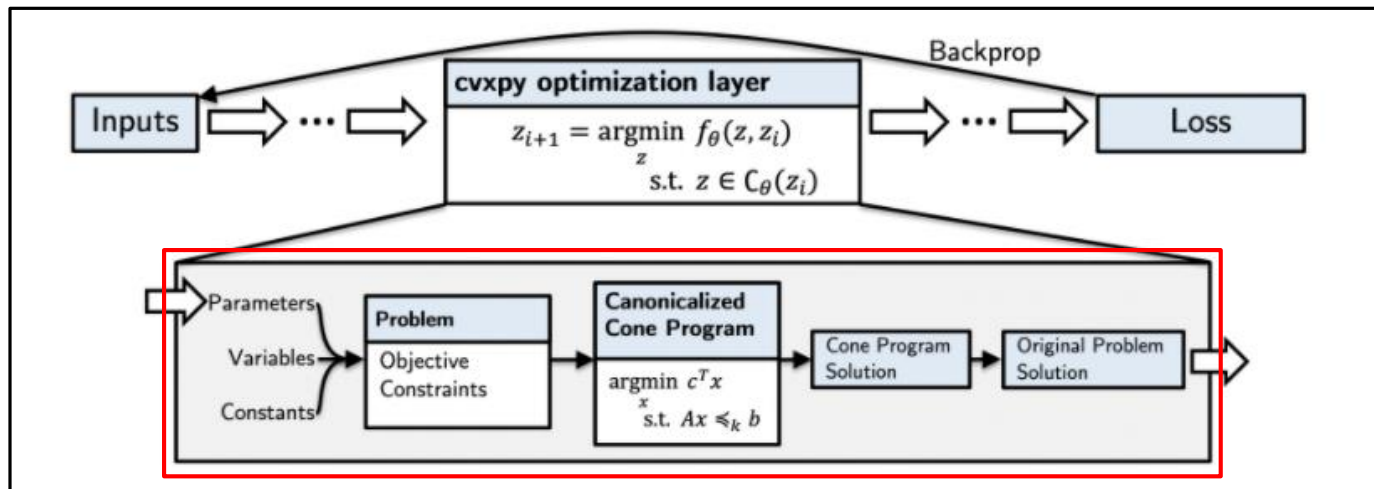 Backprop
Inputs
...
cvxpy optimization layer
z_{i+1} = argmin f_θ(z, z_i)
z
s.t. z ∈ C_θ(z_i)
...
Loss
Parameters
Variables
Constants
Problem
Objective
Constraints
Canonicalized
Cone Program
argmin c^T x
x
s.t. Ax ≼_k b
Cone Program
Solution
Original Problem
Solution